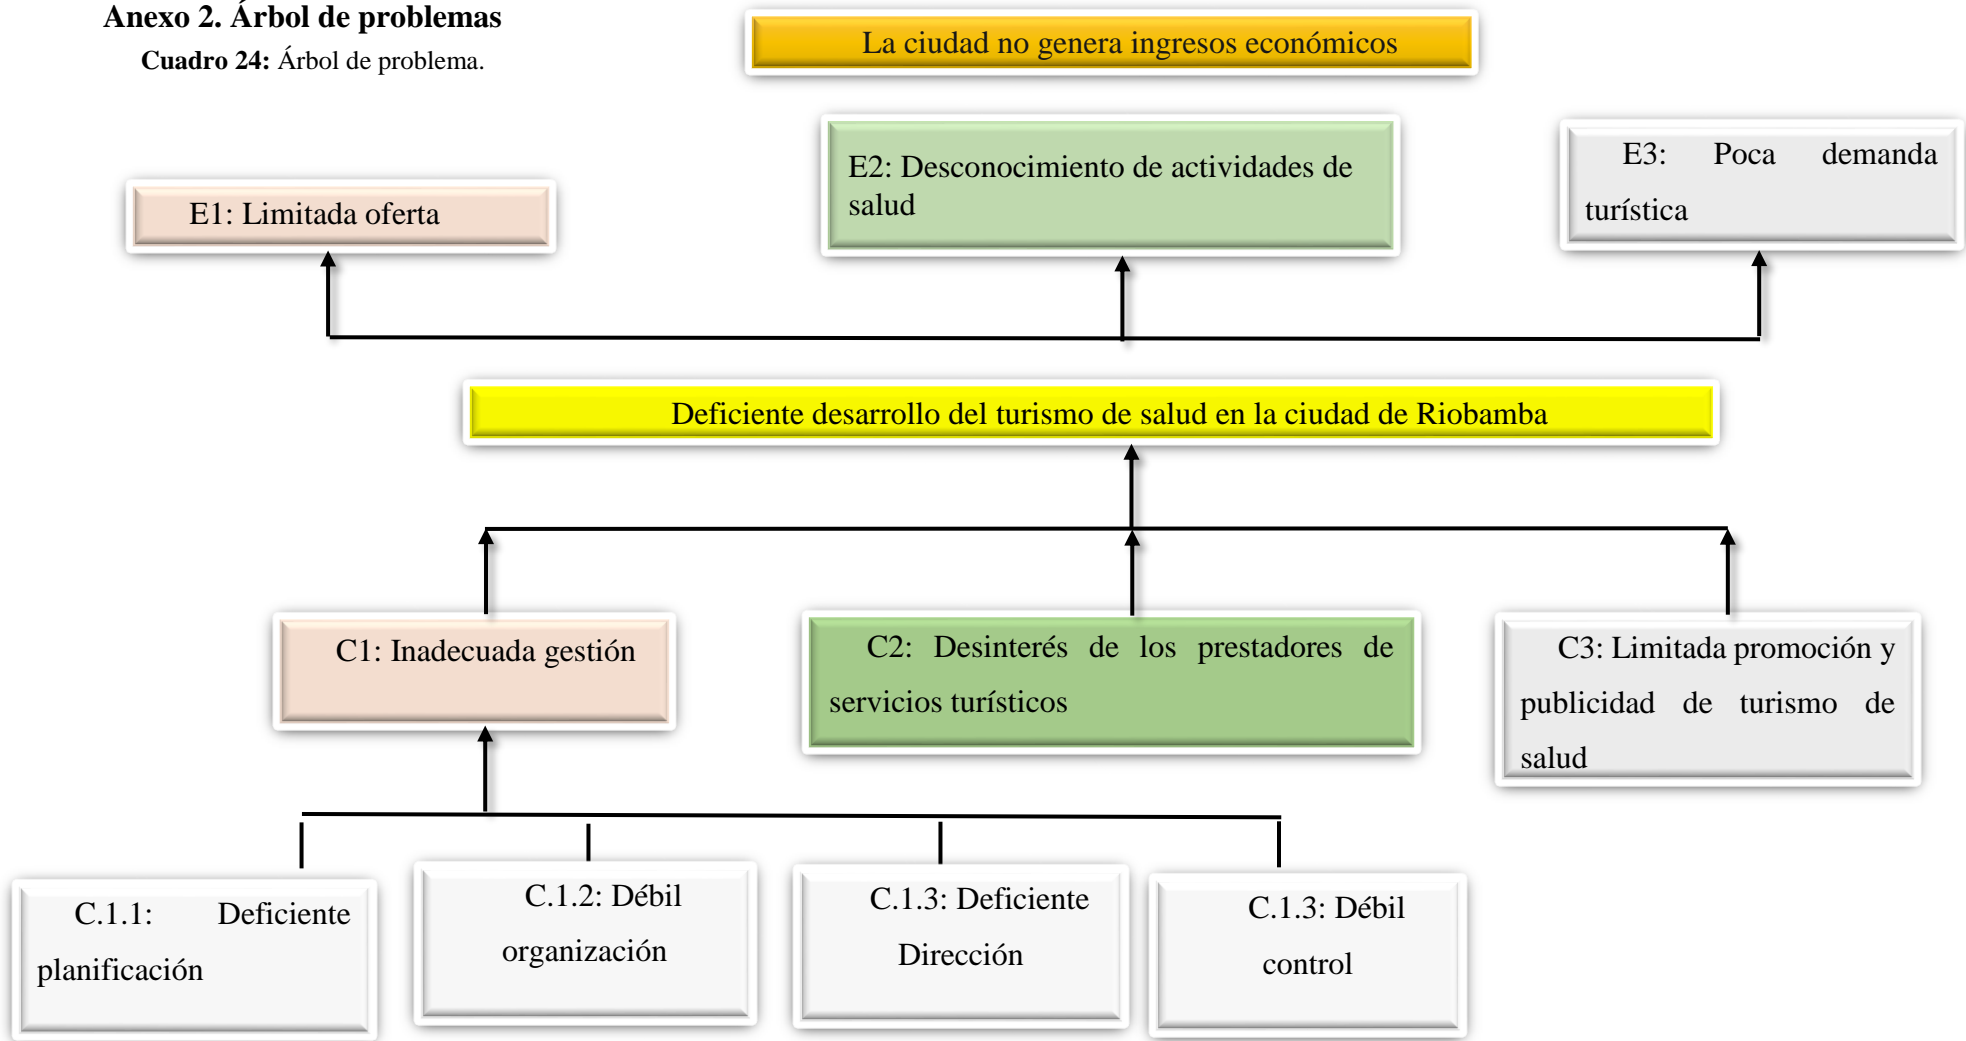 Anexo 2. Árbol de problemas
Cuadro 24: Árbol de problema.
La ciudad no genera ingresos económicos
E1: Limitada oferta
E2: Desconocimiento de actividades de
salud
E3: Poca demanda
turística
Deficiente desarrollo del turismo de salud en la ciudad de Riobamba
C1: Inadecuada gestión
C2: Desinterés de los prestadores de
servicios turísticos
C3: Limitada promoción y
publicidad de turismo de
salud
C.1.1: Deficiente
planificación
C.1.2: Débil
organización
C.1.3: Deficiente
Dirección
C.1.3: Débil
control